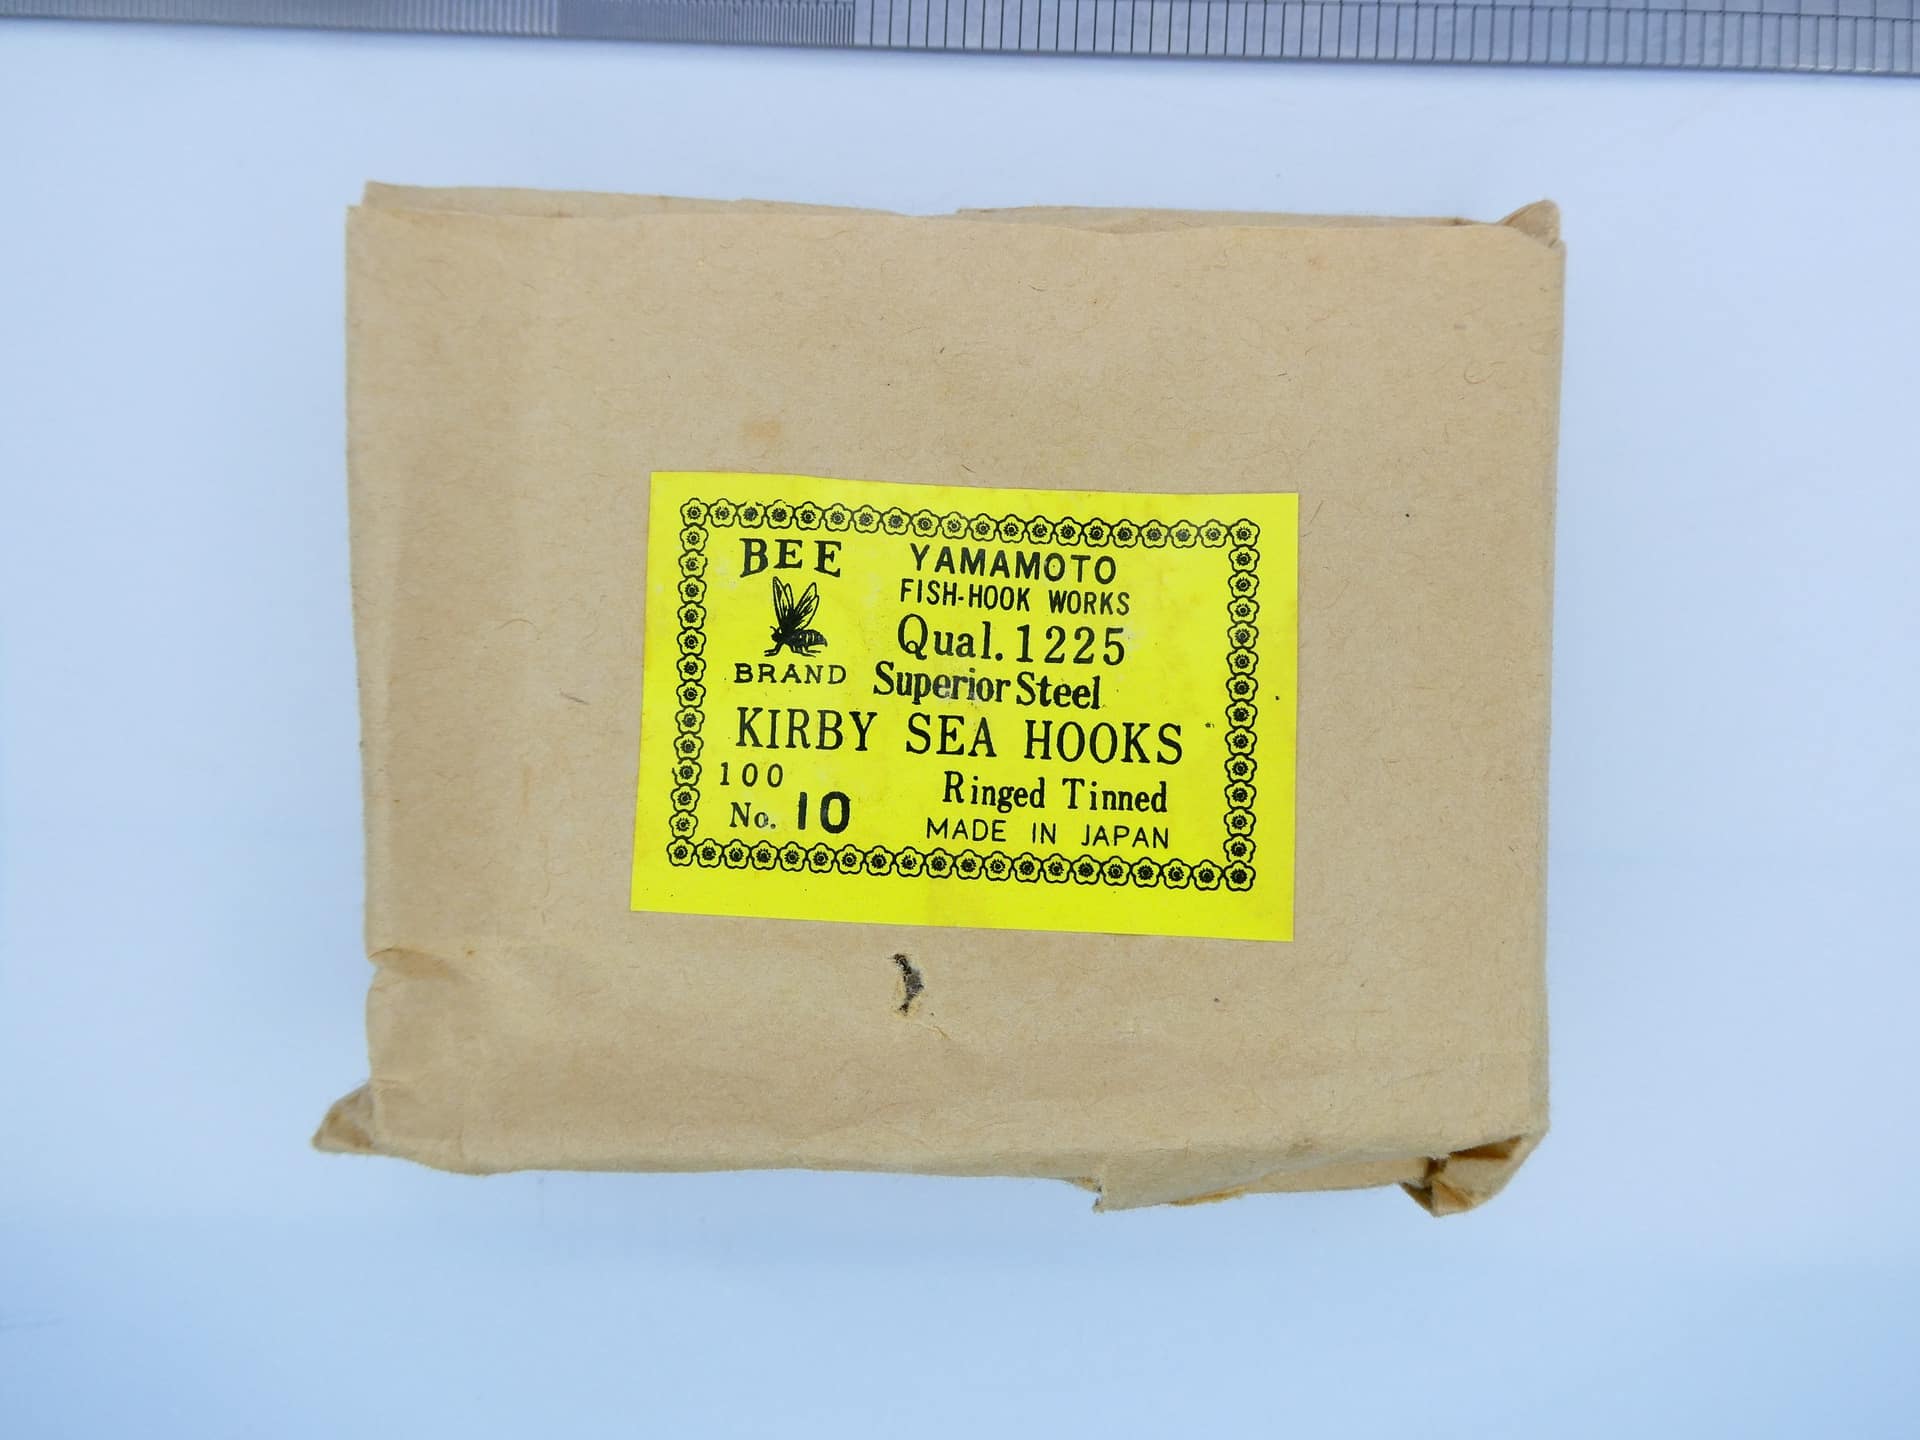 BEE
BRAND
YAMAMOTO
FISH-HOOK WORKS
Qual. 1225
Superior Steel
KIRBY SEA HOOKS
100
No. 10
Ringed Tinned
MADE IN JAPAN